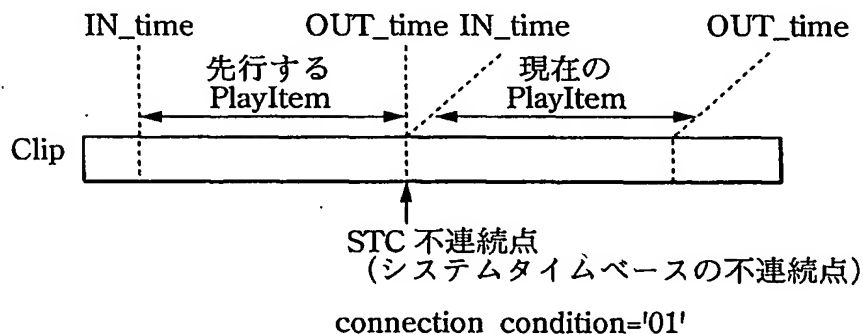 IN_time OUT_time IN_time OUT_time
先行する 現在の
PlayItem PlayItem
Clip
STC 不連続点
(システムタイムベースの不連続点)
connection condition='01'